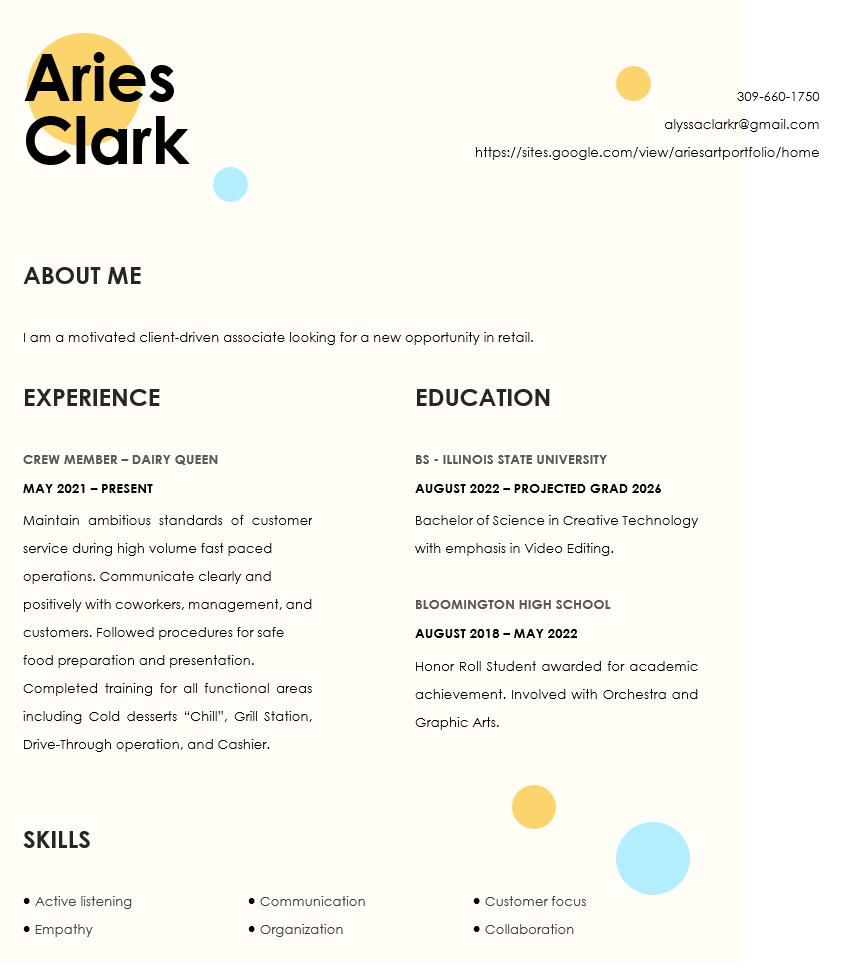 Aries
Clark
309-660-1750
alyssaclarkr@gmail.com
https://sites.google.com/view/ariesartportfolio/home
ABOUT ME
I am a motivated client-driven associate looking for a new opportunity in retail.
EXPERIENCE
CREW MEMBER – DAIRY QUEEN
MAY 2021 – PRESENT
Maintain ambitious standards of customer
service during high volume fast paced
operations. Communicate clearly and
positively with coworkers, management, and
customers. Followed procedures for safe
food preparation and presentation.
Completed training for all functional areas
including Cold desserts “Chill”, Grill Station,
Drive-Through operation, and Cashier.
EDUCATION
BS - ILLINOIS STATE UNIVERSITY
AUGUST 2022 – PROJECTED GRAD 2026
Bachelor of Science in Creative Technology
with emphasis in Video Editing.
BLOOMINGTON HIGH SCHOOL
AUGUST 2018 – MAY 2022
Honor Roll Student awarded for academic
achievement. Involved with Orchestra and
Graphic Arts.
SKILLS
• Active listening
• Empathy
• Communication
• Organization
• Customer focus
• Collaboration